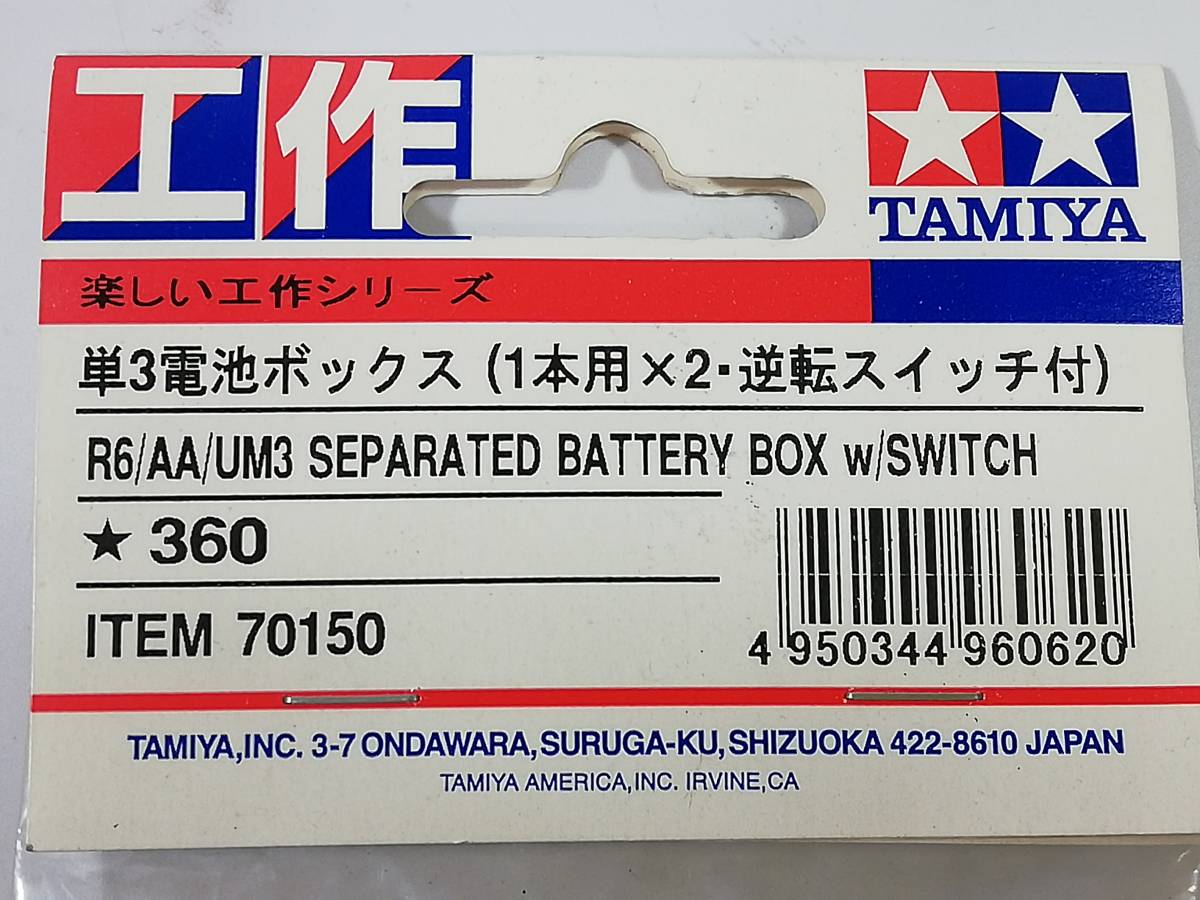 工作
TAMIYA
楽しい工作シリーズ
単3電池ボックス (1本用×2・逆転スイッチ付)
R6/AA/UM3 SEPARATED BATTERY BOX w/SWITCH
★ 360
ITEM 70150
4 950344 960620
TAMIYA,INC. 3-7 ONDAWARA,SURUGA-KU,SHIZUOKA 422-8610 JAPAN
TAMIYA AMERICA,INC. IRVINE,CA